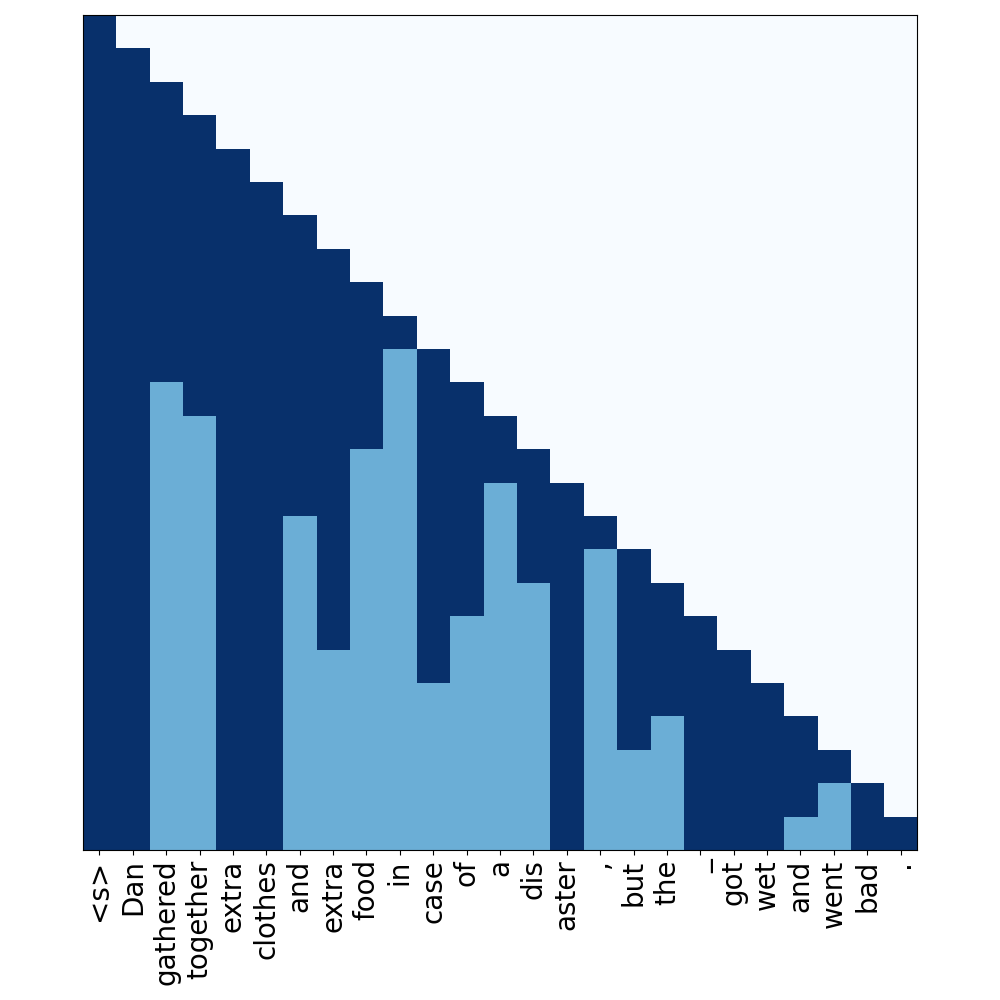 <s>
Dan
gathered
together
extra
clothes
and
extra
food
in
case
of
a
dis
aster
,
but
the
_
got
wet
and
went
bad
.